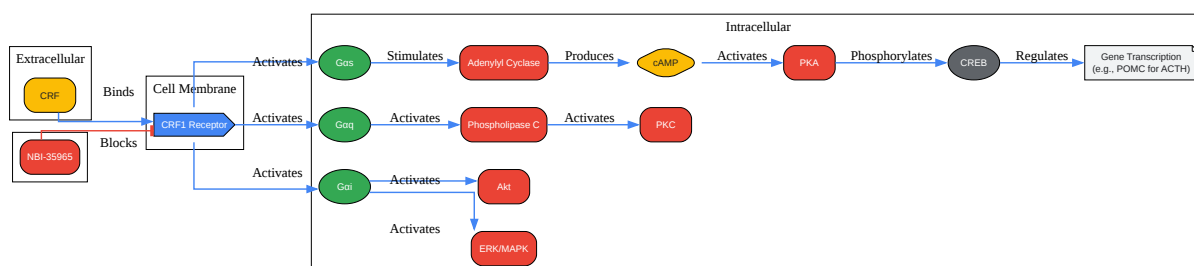 Intracellular
Extracellular
CRF
Binds
Cell Membrane
CRF1 Receptor
NBI-35965
Blocks
Activates
Gαs
Stimulates
Adenylyl Cyclase
Produces
cAMP
Activates
PKA
Phosphorylates
CREB
Regulates
Gene Transcription
(e.g., POMC for ACTH)
Activates
Gαq
Activates
Phospholipase C
Activates
PKC
Activates
Gαi
Activates
Akt
Activates
ERK/MAPK